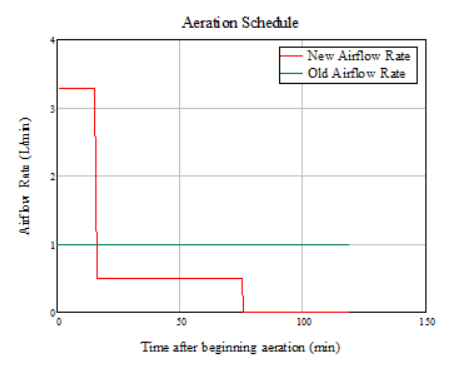 Aeration Schedule
4
New Airflow Rate
Old Airflow Rate
3
Airflow Rate (L/min)
2
1
0
0 50 100 150
Time after beginning aeration (min)